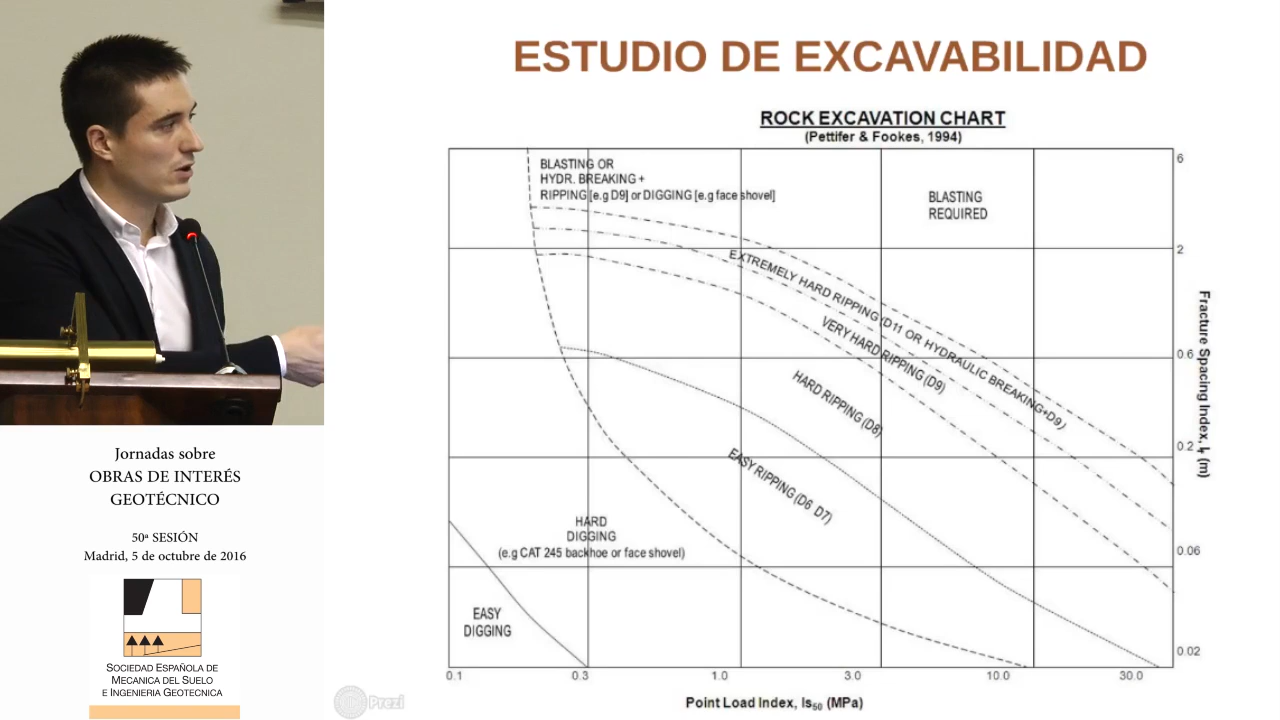 ESTUDIO DE EXCAVABILIDAD
ROCK EXCAVATION CHART
(Pettifer & Fookes, 1994)
BLASTING OR
HYDR. BREAKING +
RIPPING [e.g D9] or DIGGING [e.g face shovel]
BLASTING
REQUIRED
EXTREMELY HARD RIPPING (D11 OR HYDRAULIC BREAKING+D9)
VERY HARD RIPPING (D9)
HARD RIPPING (D8)
EASY RIPPING (D6 D7)
HARD
DIGGING
(e.g CAT 245 backhoe or face shovel)
EASY
DIGGING
6
2
0.6
0.2
0.06
0.02
Fracture Spacing Index, If (m)
0.1 0.3 1.0 3.0 10.0 30.0
Point Load Index, Is50 (MPa)
Prezi
Jornadas sobre
OBRAS DE INTERÉS
GEOTÉCNICO
50ª SESIÓN
Madrid, 5 de octubre de 2016
SOCIEDAD ESPAÑOLA DE
MECANICA DEL SUELO
E INGENIERIA GEOTECNICA